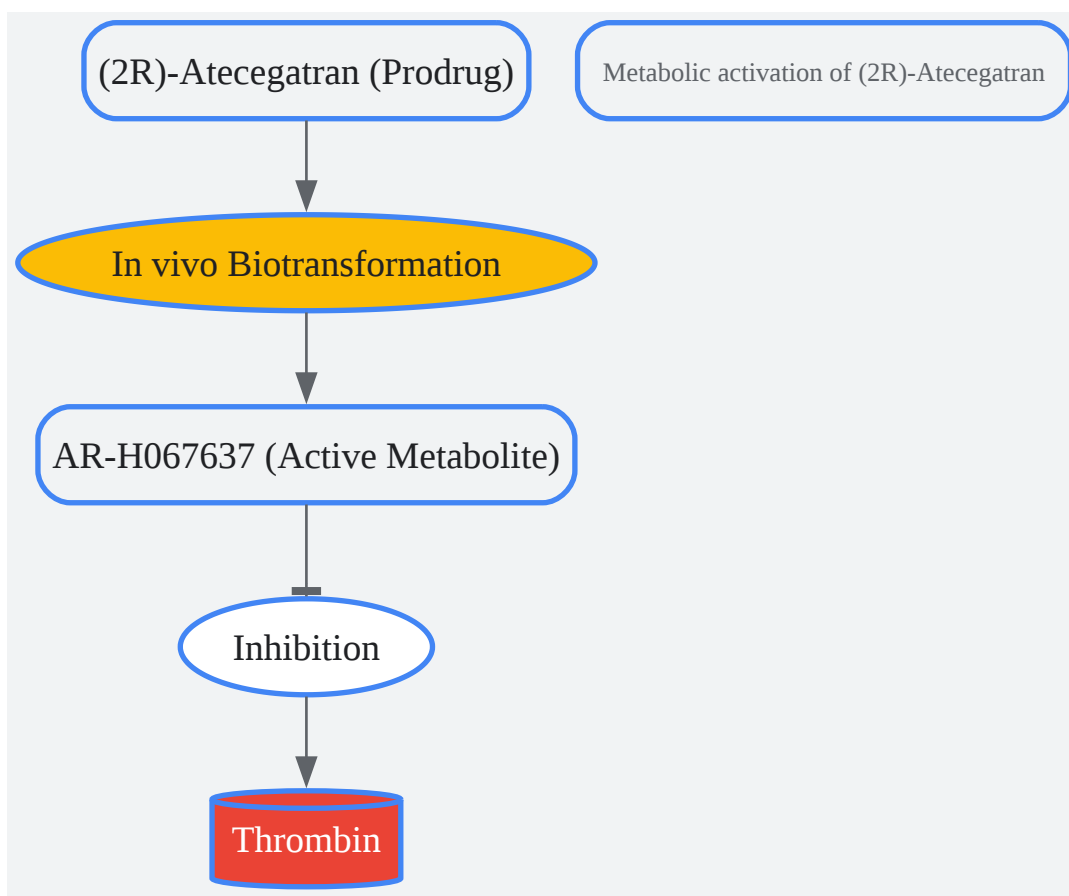 (2R)-Atecegatran (Prodrug)
Metabolic activation of (2R)-Atecegatran
In vivo Biotransformation
AR-H067637 (Active Metabolite)
Inhibition
Thrombin